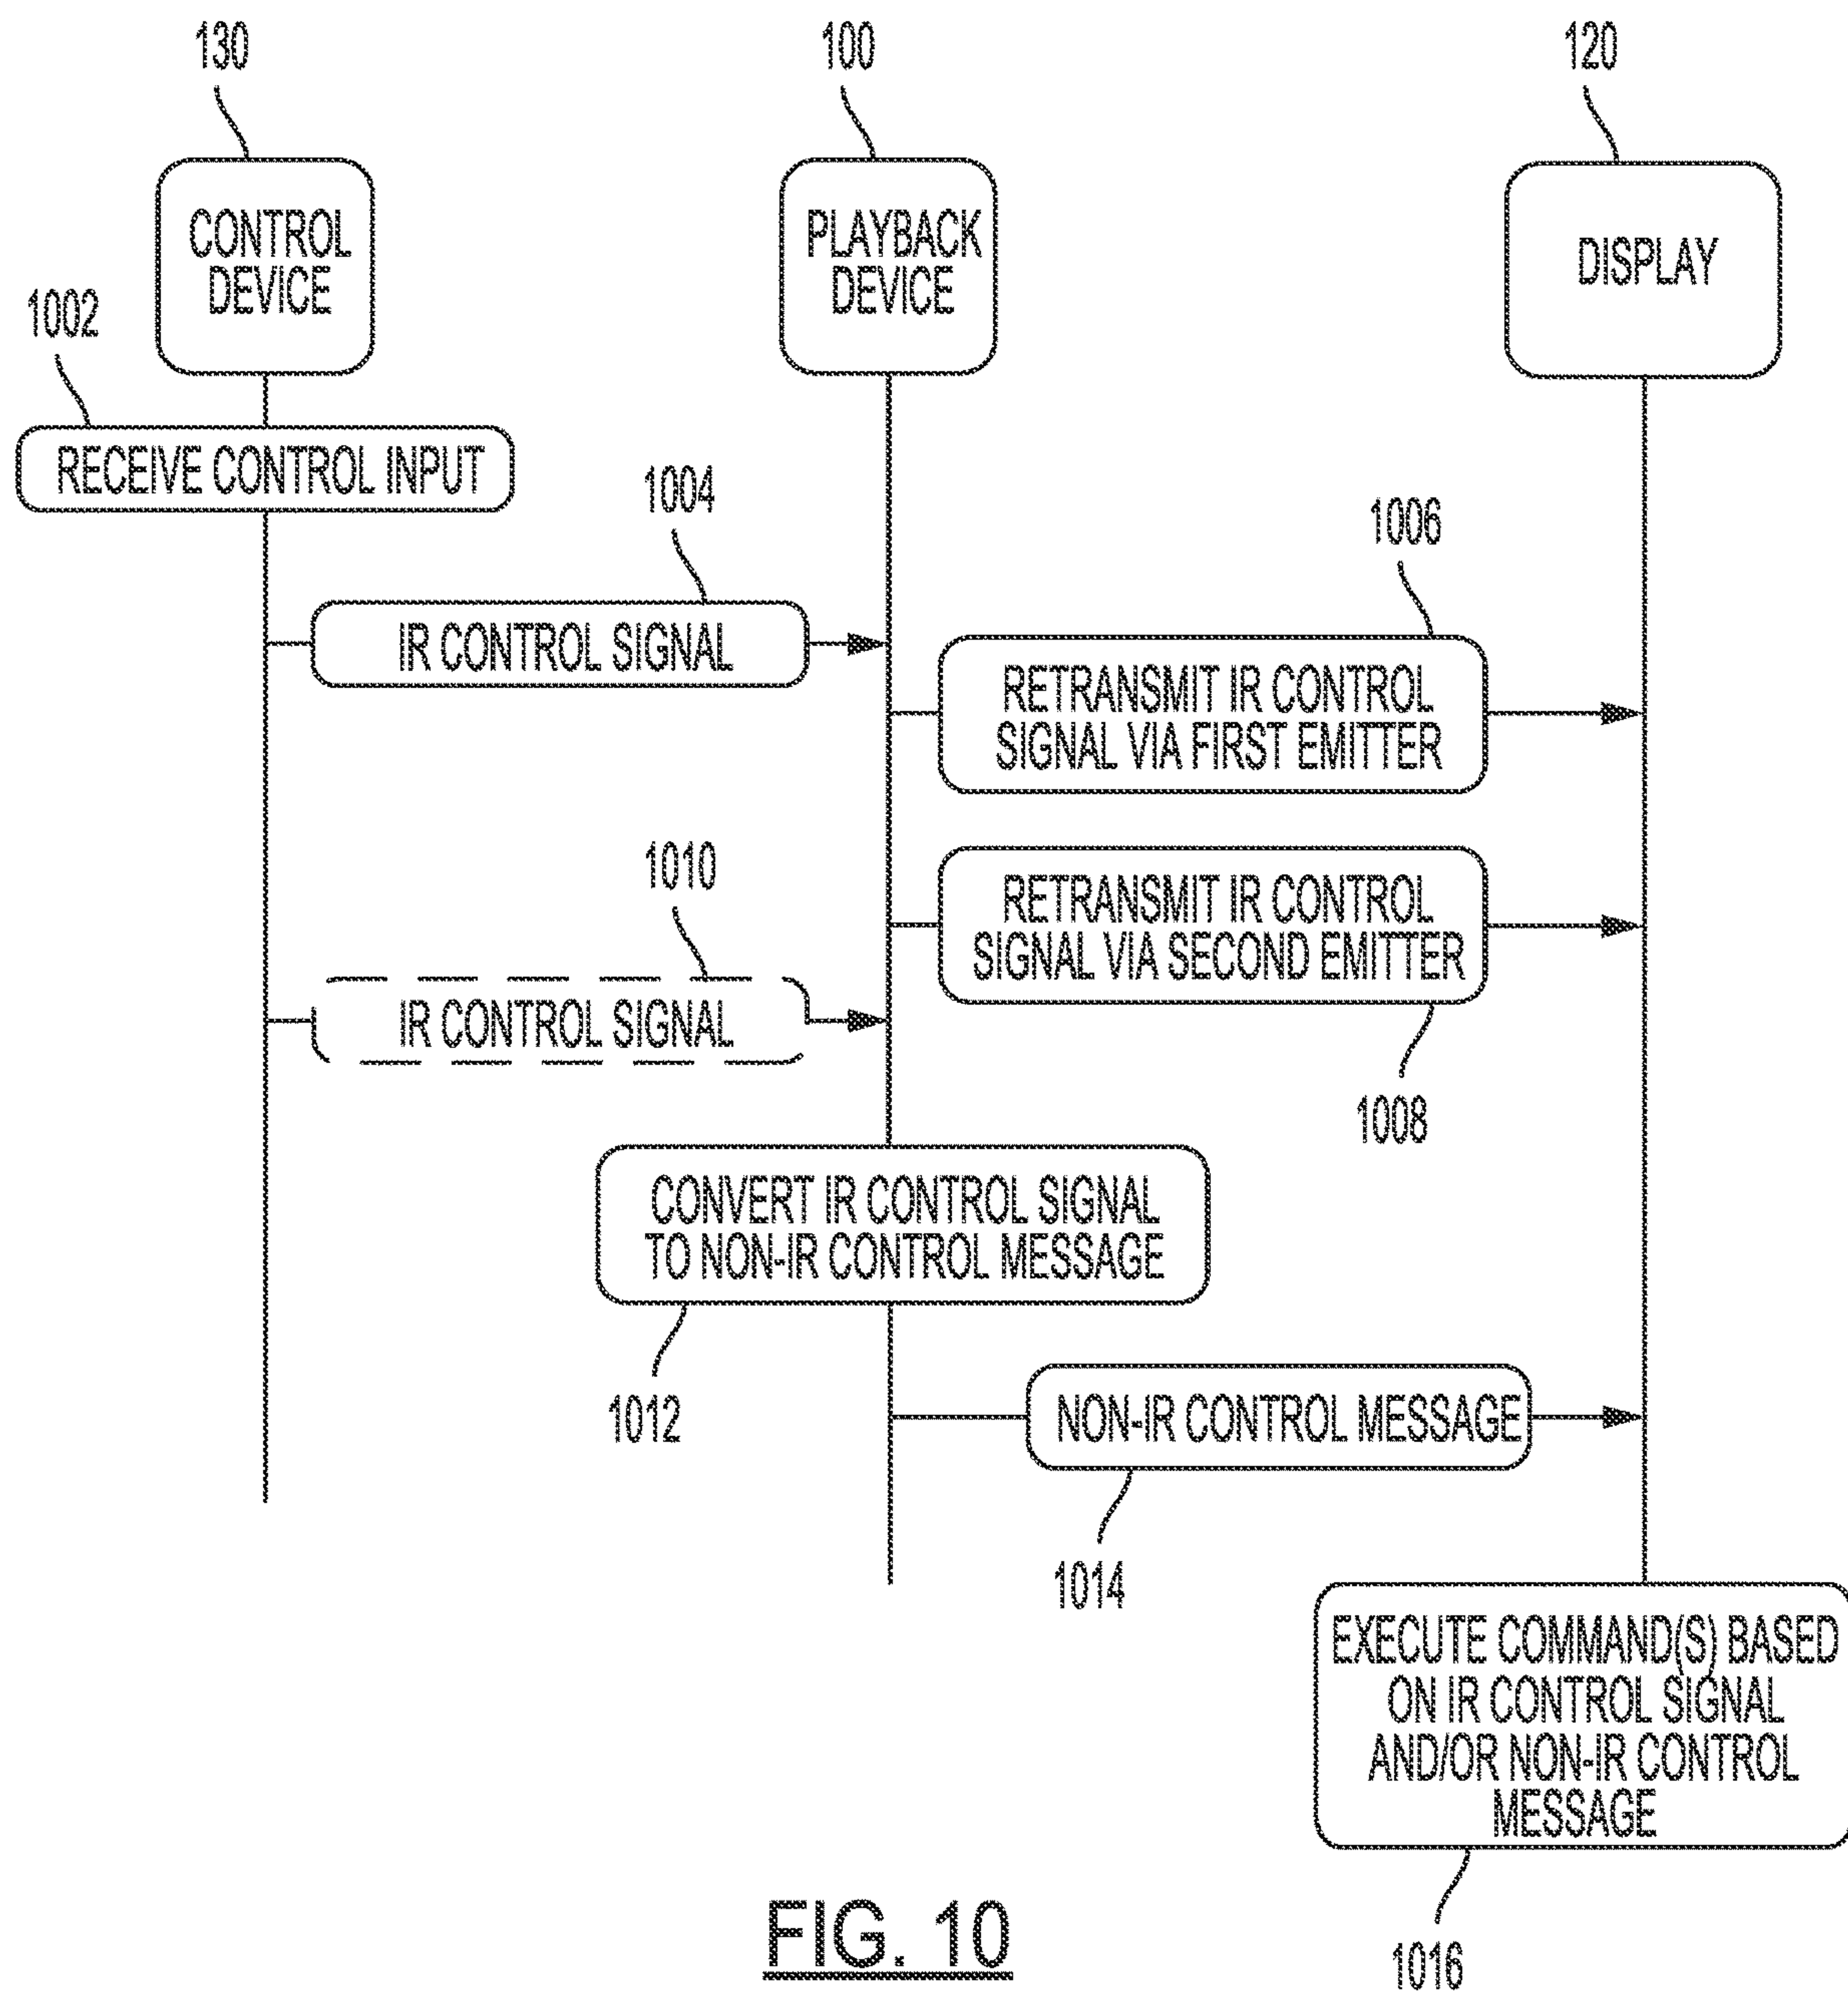 130
100
120
CONTROL
DEVICE
PLAYBACK
DEVICE
DISPLAY
1002
RECEIVE CONTROL INPUT
1004
IR CONTROL SIGNAL
1006
RETRANSMIT IR CONTROL
SIGNAL VIA FIRST EMITTER
1010
RETRANSMIT IR CONTROL
SIGNAL VIA SECOND EMITTER
IR CONTROL SIGNAL
1008
CONVERT IR CONTROL SIGNAL
TO NON-IR CONTROL MESSAGE
1012
NON-IR CONTROL MESSAGE
1014
EXECUTE COMMAND(S) BASED
ON IR CONTROL SIGNAL
AND/OR NON-IR CONTROL
MESSAGE
1016
FIG. 10